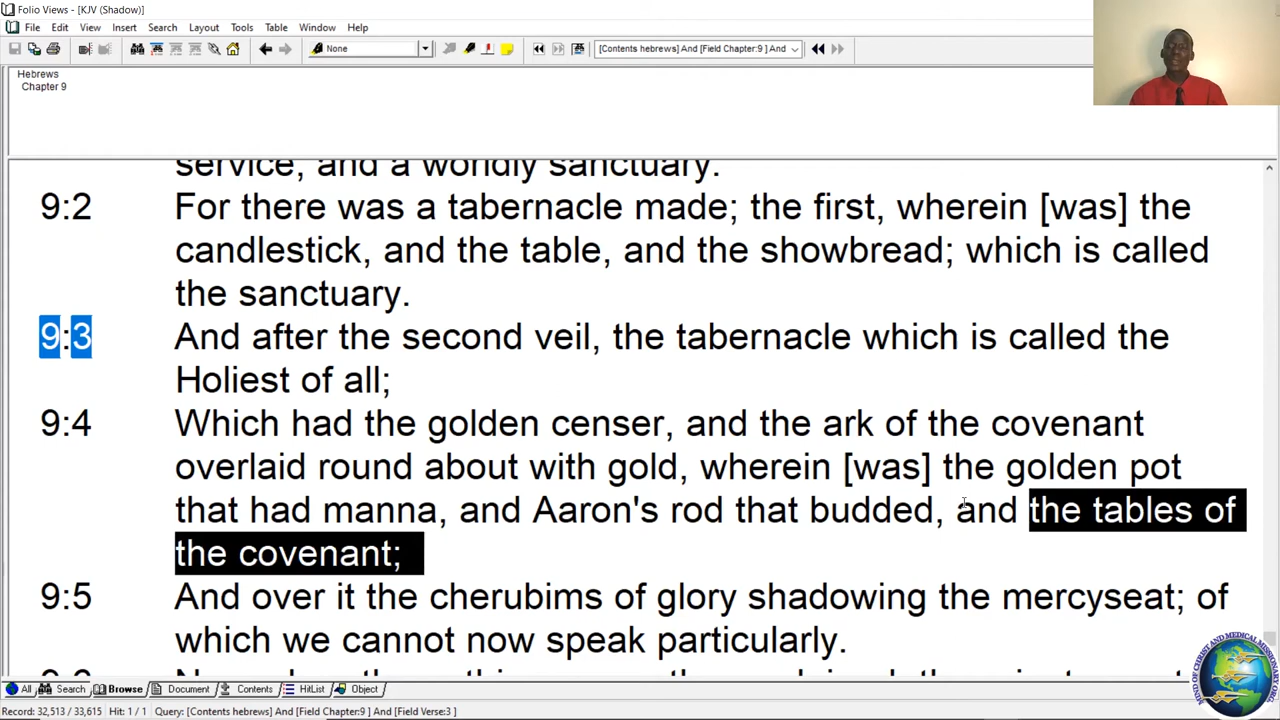 Folio Views - [KJV (Shadow)]
File Edit View Insert Search Layout Tools Table Window Help
None
[Contents hebrews] And [Field Chapter:9 ] And
Hebrews
Chapter 9
service, and a worldly sanctuary.
9:2 For there was a tabernacle made; the first, wherein [was] the
candlestick, and the table, and the showbread; which is called
the sanctuary.
9:3 And after the second veil, the tabernacle which is called the
Holiest of all;
9:4 Which had the golden censer, and the ark of the covenant
overlaid round about with gold, wherein [was] the golden pot
that had manna, and Aaron's rod that budded, and the tables of
the covenant;
9:5 And over it the cherubims of glory shadowing the mercyseat; of
which we cannot now speak particularly.
All Search Browse Document Contents HitList Object
Record: 32,513 / 33,615 Hit: 1 / 1 Query: [Contents hebrews] And [Field Chapter:9 ] And [Field Verse:3 ]
MIND OF CHRIST AND MEDICAL MISSIONARY.ORG